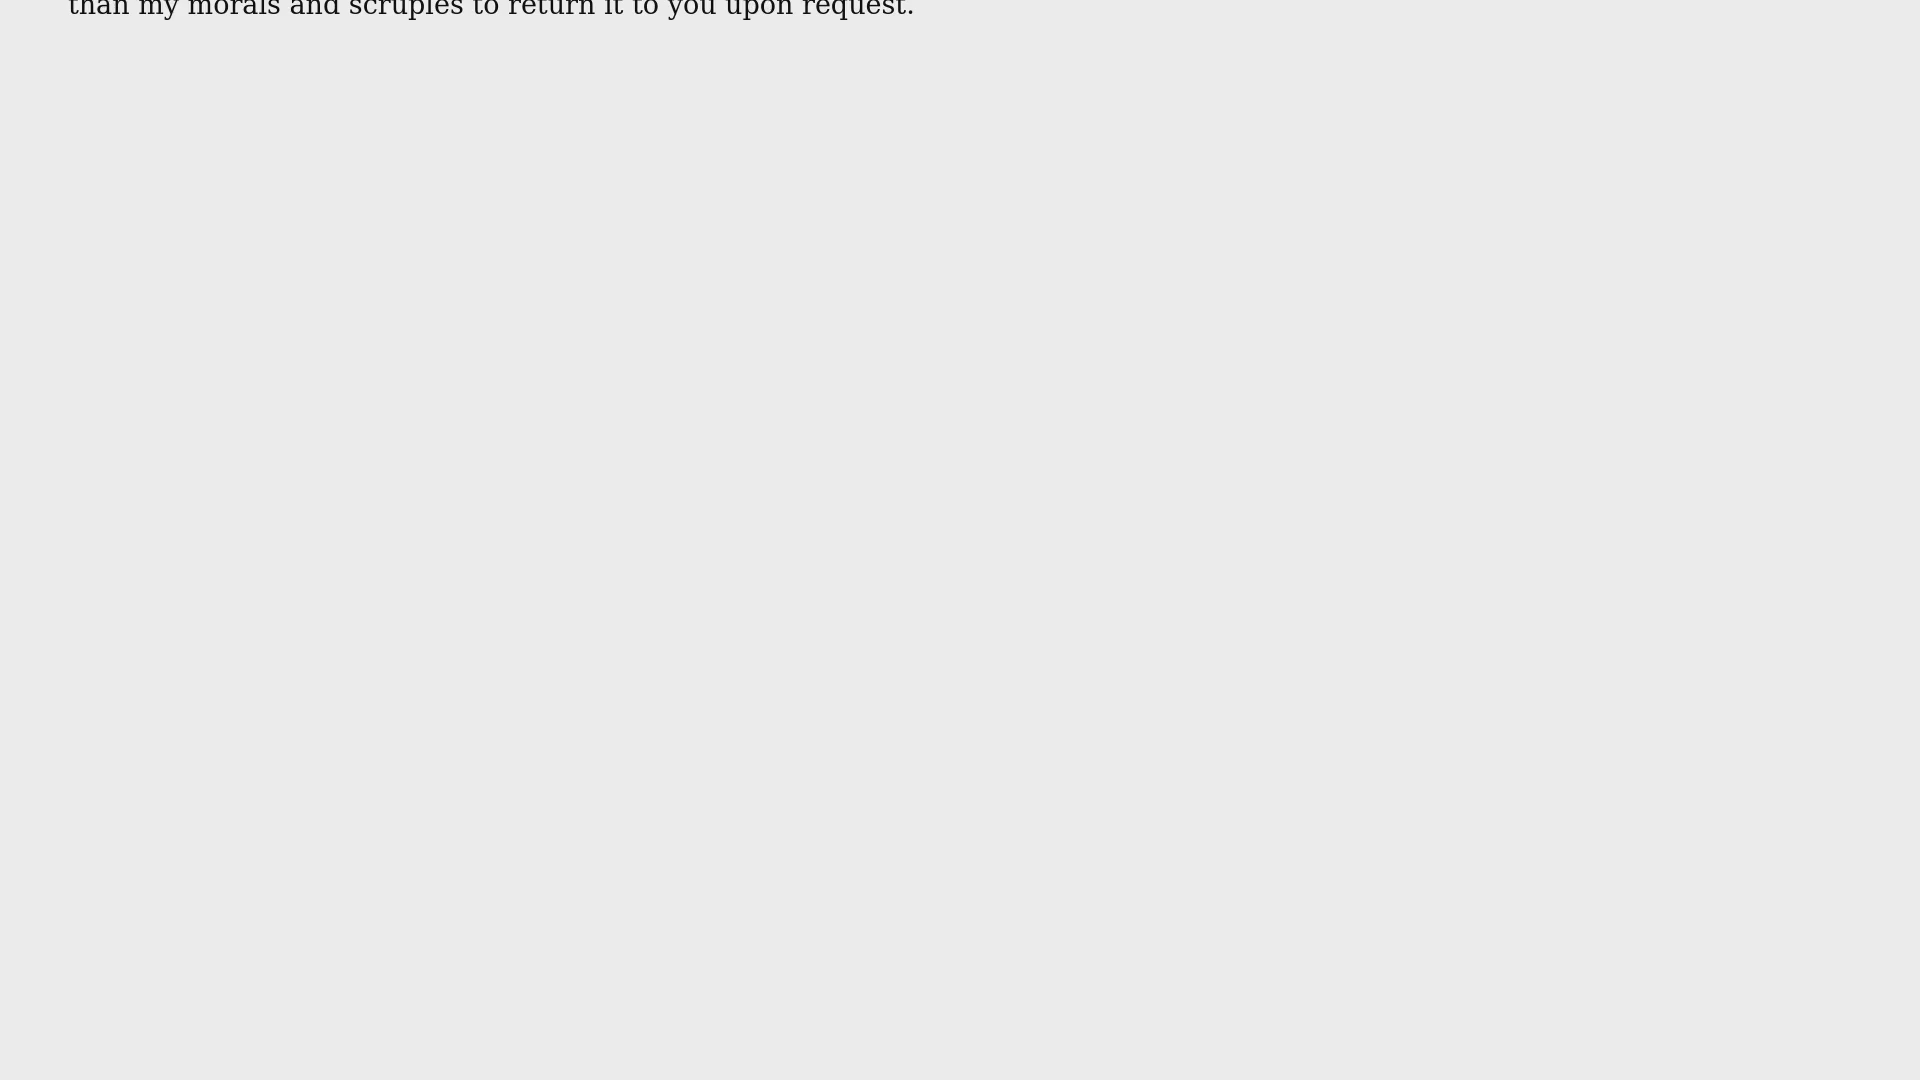 than my morals and scruples to return it to you upon request.